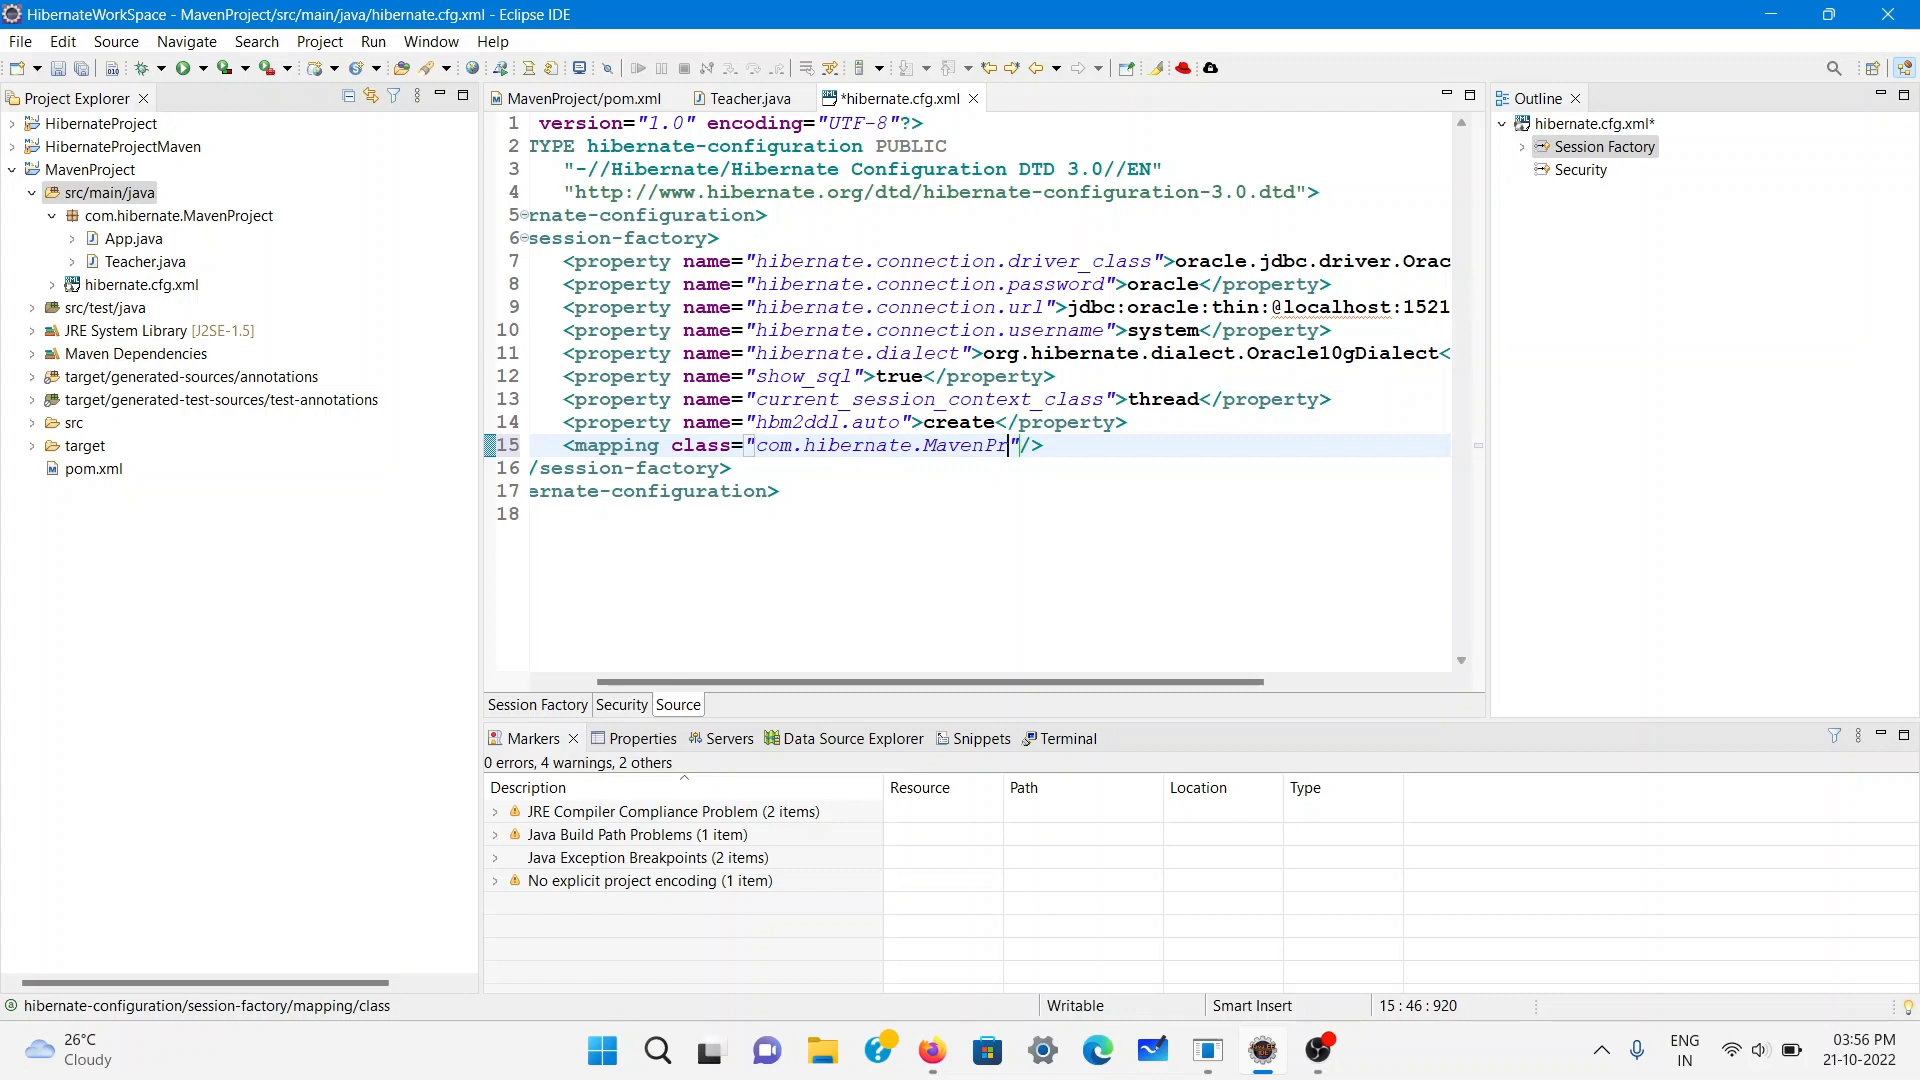 HibernateWorkSpace - MavenProject/src/main/java/hibernate.cfg.xml - Eclipse IDE
File Edit Source Navigate Search Project Run Window Help
Project Explorer
MavenProject/pom.xml Teacher.java *hibernate.cfg.xml
Outline
HibernateProject
HibernateProjectMaven
MavenProject
src/main/java
com.hibernate.MavenProject
App.java
Teacher.java
hibernate.cfg.xml
src/test/java
JRE System Library [J2SE-1.5]
Maven Dependencies
target/generated-sources/annotations
target/generated-test-sources/test-annotations
src
target
pom.xml
1 version="1.0" encoding="UTF-8"?>
2 TYPE hibernate-configuration PUBLIC
3 "-//Hibernate/Hibernate Configuration DTD 3.0//EN"
4 "http://www.hibernate.org/dtd/hibernate-configuration-3.0.dtd">
5 rnate-configuration>
6 session-factory>
7 <property name="hibernate.connection.driver_class">oracle.jdbc.driver.Orac
8 <property name="hibernate.connection.password">oracle</property>
9 <property name="hibernate.connection.url">jdbc:oracle:thin:@localhost:1521
10 <property name="hibernate.connection.username">system</property>
11 <property name="hibernate.dialect">org.hibernate.dialect.Oracle10gDialect<
12 <property name="show_sql">true</property>
13 <property name="current_session_context_class">thread</property>
14 <property name="hbm2ddl.auto">create</property>
15 <mapping class="com.hibernate.MavenPr"/>
16 /session-factory>
17 ernate-configuration>
18
hibernate.cfg.xml*
Session Factory
Security
Session Factory Security Source
Markers Properties Servers Data Source Explorer Snippets Terminal
0 errors, 4 warnings, 2 others
Description Resource Path Location Type
JRE Compiler Compliance Problem (2 items)
Java Build Path Problems (1 item)
Java Exception Breakpoints (2 items)
No explicit project encoding (1 item)
hibernate-configuration/session-factory/mapping/class
Writable Smart Insert 15 : 46 : 920
26°C
Cloudy
ENG
IN
03:56 PM
21-10-2022